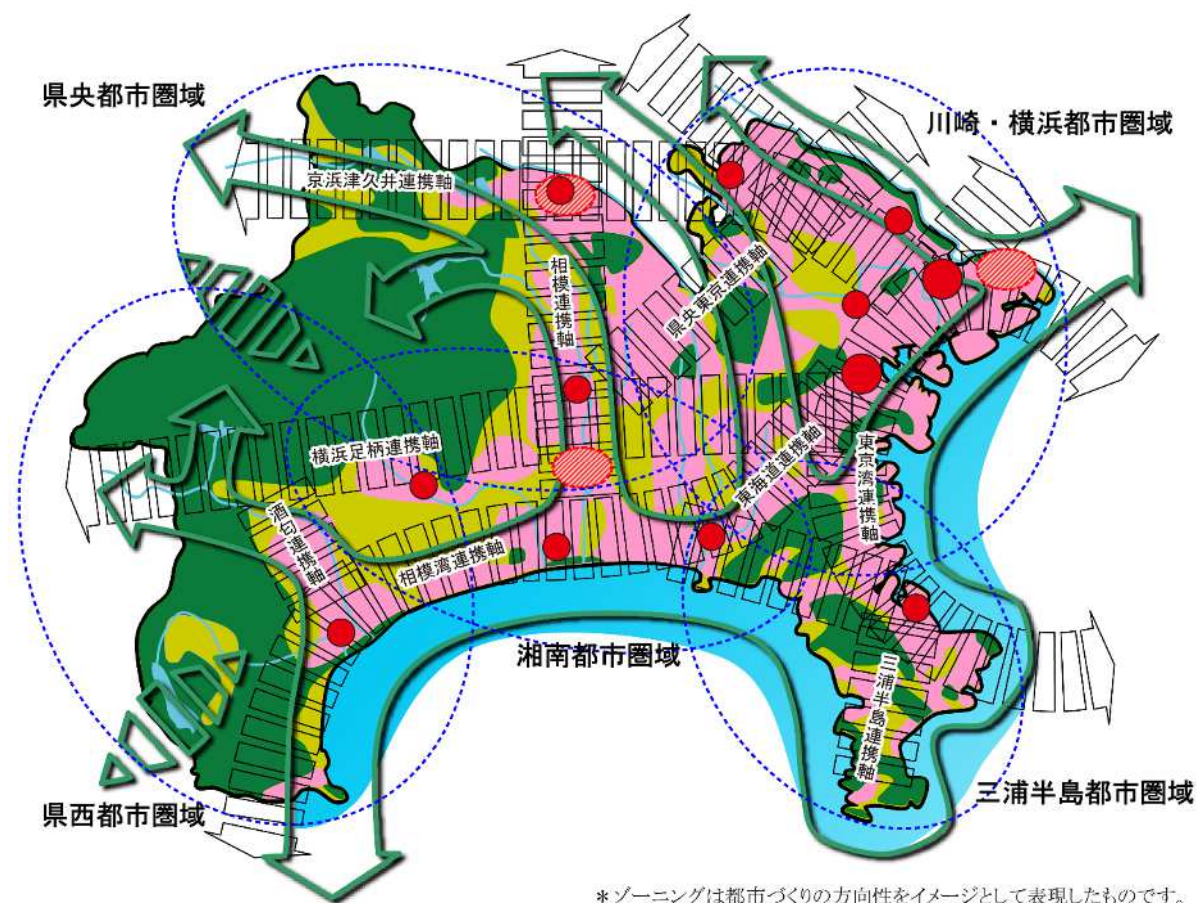 県央都市圏域
川崎・横浜都市圏域
京浜津久井連携軸
相模連携軸
県央東京連携軸
横浜足柄連携軸
東海道連携軸
東京湾連携軸
酒匂連携軸
相模湾連携軸
湘南都市圏域
三浦半島連携軸
県西都市圏域
三浦半島都市圏域
*ゾーニングは都市づくりの方向性をイメージとして表現したものです。